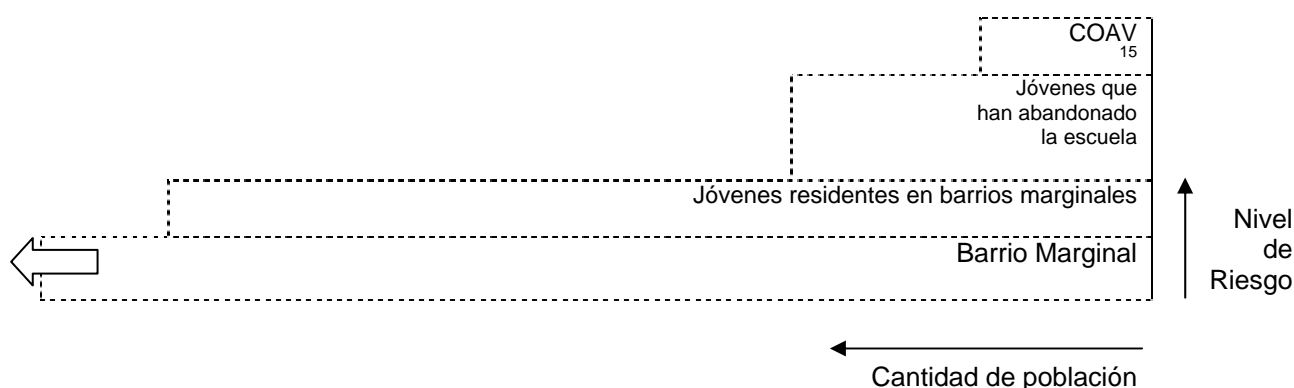 COAV
15
Jóvenes que
han abandonado
la escuela
Jóvenes residentes en barrios marginales
Barrio Marginal
Nivel
de
Riesgo
Cantidad de población